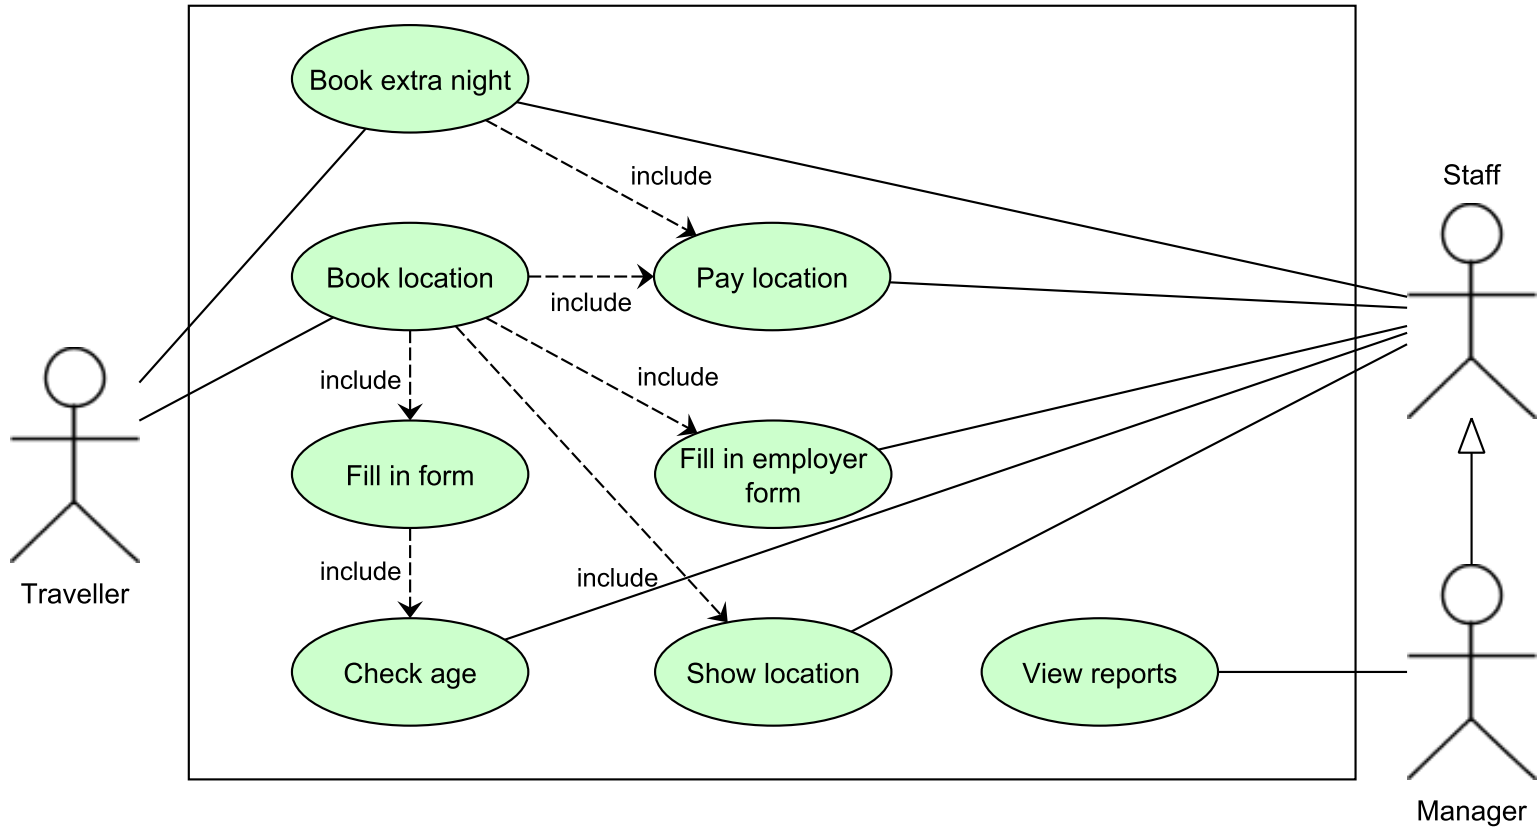 Book extra night
include
Staff
Book location
include
Pay location
include
include
Fill in form
Fill in employer
form
include
include
Traveller
Check age
Show location
View reports
Manager